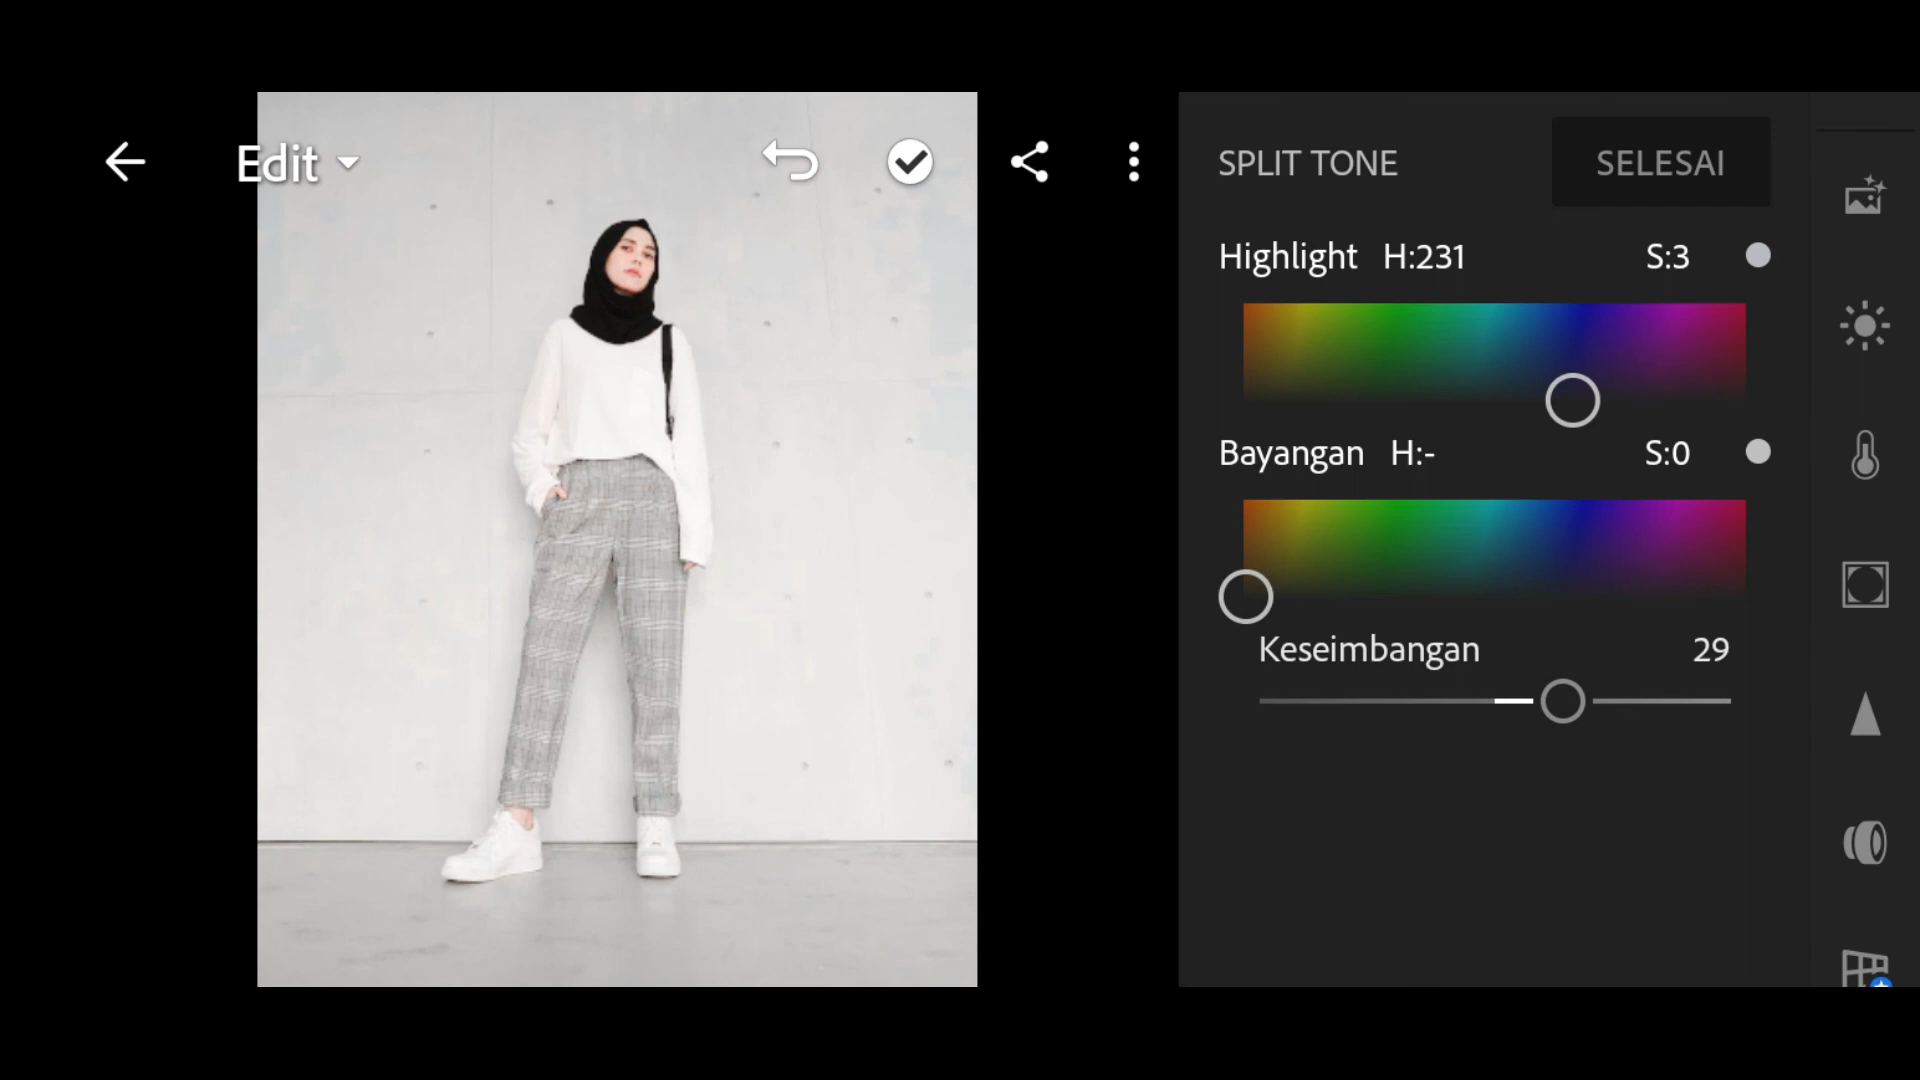 Edit
SPLIT TONE
SELESAI
Highlight H:231 S:3
Bayangan H:- S:0
Keseimbangan 29